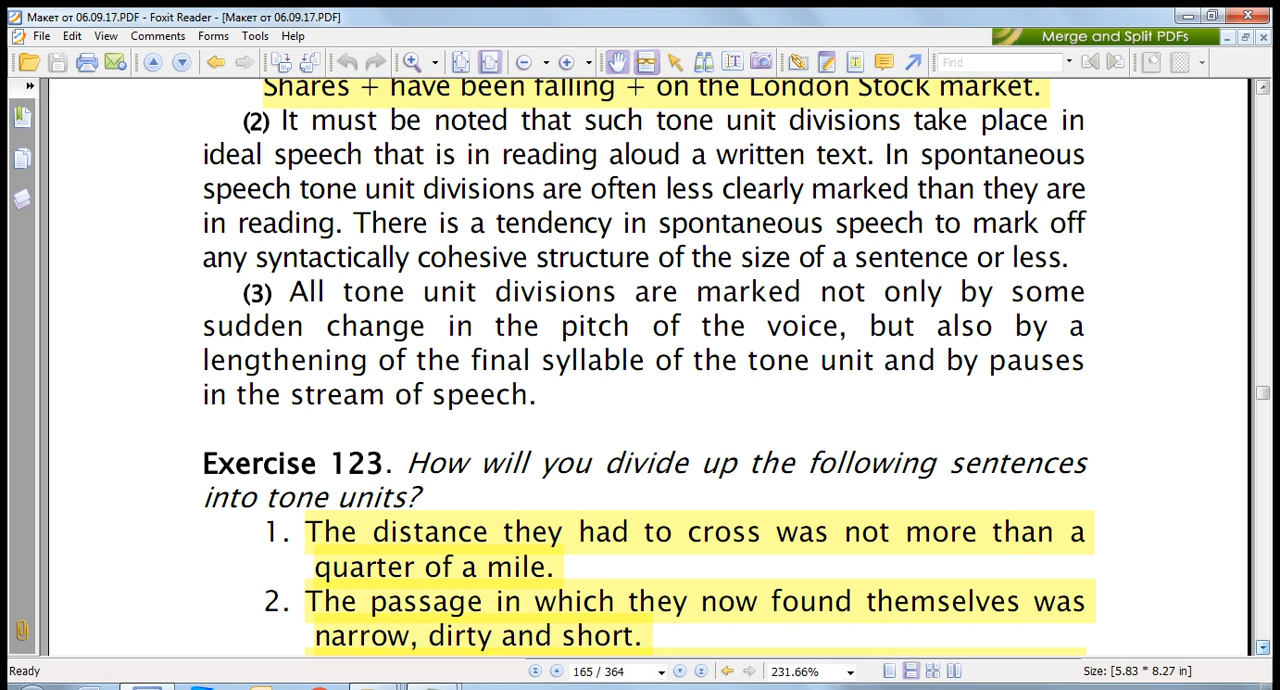 Макет от 06.09.17.PDF - Foxit Reader - [Макет от 06.09.17.PDF]
File Edit View Comments Forms Tools Help
Merge and Split PDFs
Find
Shares + have been falling + on the London Stock market.
(2) It must be noted that such tone unit divisions take place in
ideal speech that is in reading aloud a written text. In spontaneous
speech tone unit divisions are often less clearly marked than they are
in reading. There is a tendency in spontaneous speech to mark off
any syntactically cohesive structure of the size of a sentence or less.
(3) All tone unit divisions are marked not only by some
sudden change in the pitch of the voice, but also by a
lengthening of the final syllable of the tone unit and by pauses
in the stream of speech.
Exercise 123. How will you divide up the following sentences
into tone units?
1. The distance they had to cross was not more than a
quarter of a mile.
2. The passage in which they now found themselves was
narrow, dirty and short.
Ready 165 / 364 231.66% Size: [5.83 * 8.27 in]